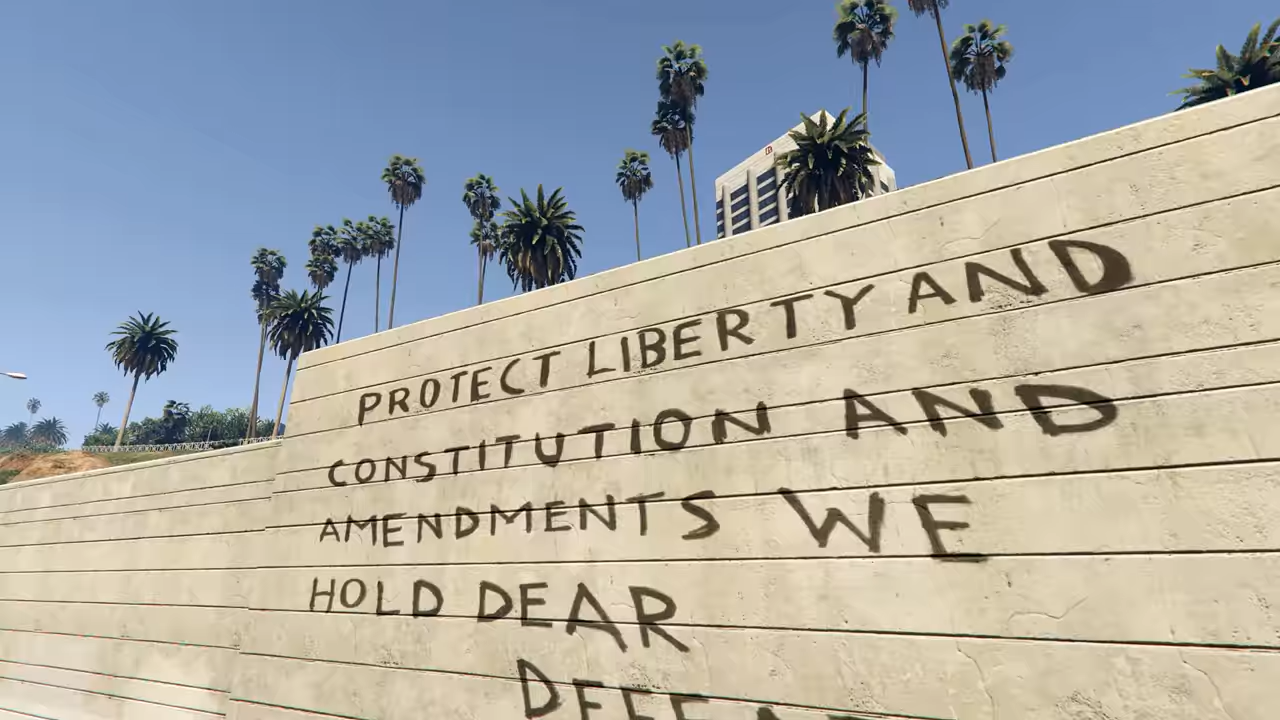 PROTECT LIBERTY AND
CONSTITUTION AND
AMENDMENTS WE
HOLD DEAR